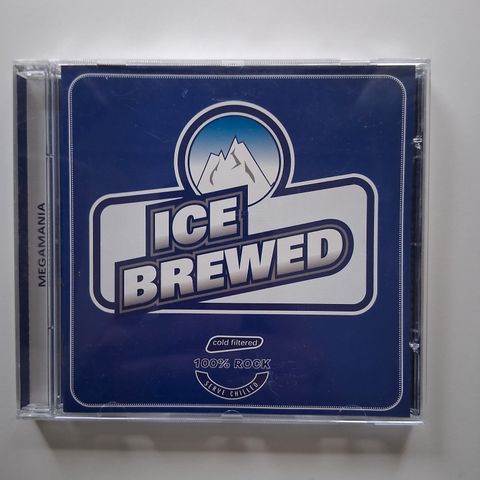 MEGAMANIA
ICE
BREWED
cold filtered
100% ROCK
SERVE CHILLED